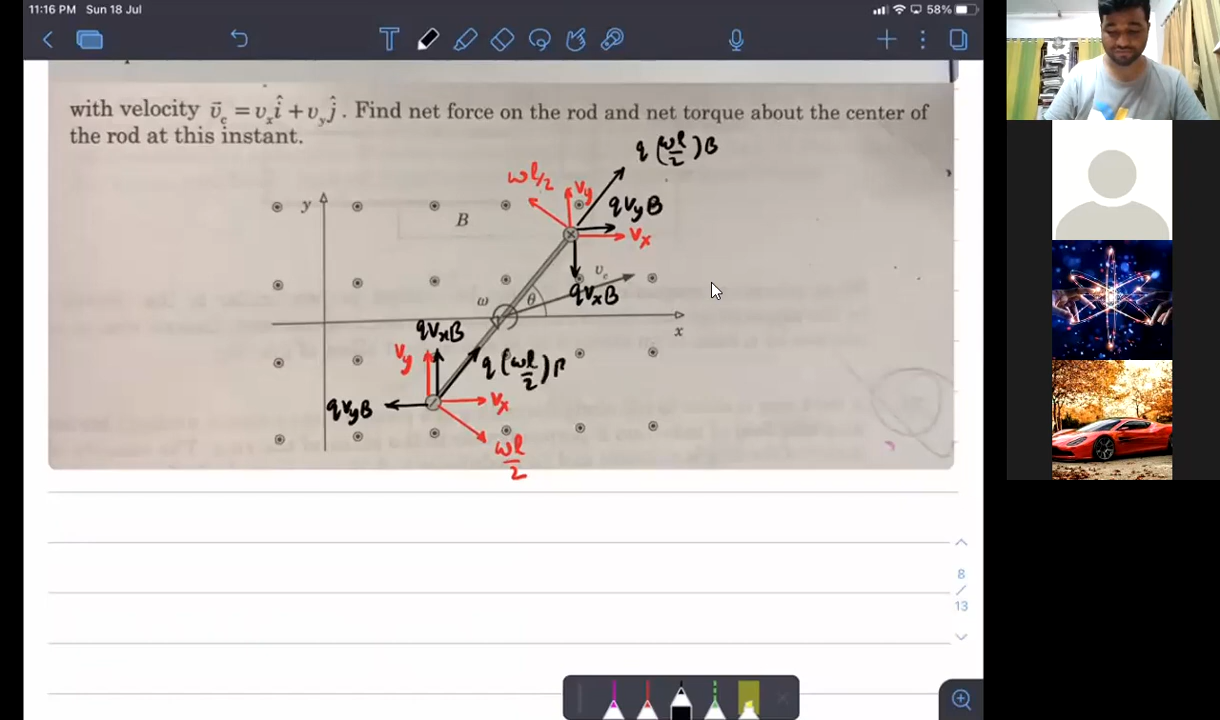 11:16 PM Sun 18 Jul
58%
with velocity v⃗c = vxî + vyĵ . Find net force on the rod and net torque about the center of
the rod at this instant.
q(ωl/2)B
ωl/2
vy
y
B
qvyB
vx
vc
ω
θ
qvxB
x
qvxB
vy
q(ωl/2)B
qvyB
vx
ωl/2
8
/
13